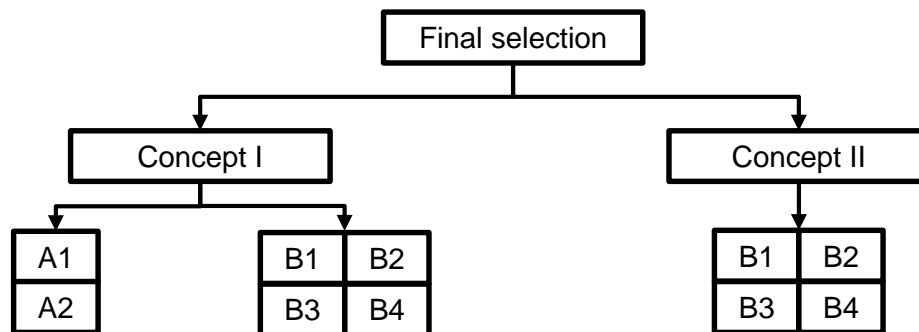 Final selection
Concept I
Concept II
A1
A2
B1 B2
B3 B4
B1 B2
B3 B4